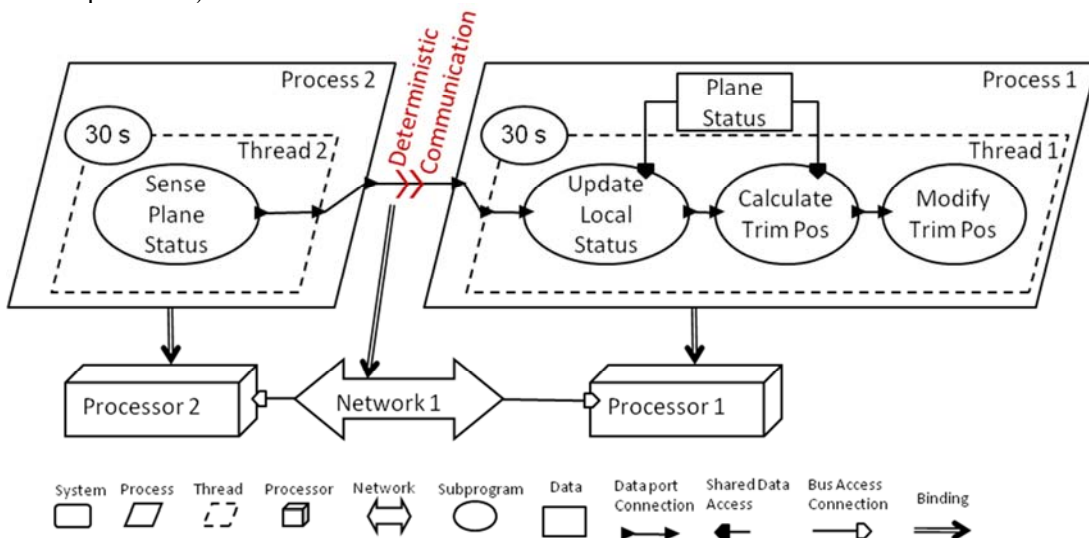 Deterministic
Communication
Process 2
Process 1
30 s
Thread 2
Sense
Plane
Status
Plane
Status
30 s
Thread 1
Update
Local
Status
Calculate
Trim Pos
Modify
Trim Pos
Processor 2
Network 1
Processor 1
System
Process
Thread
Processor
Network
Subprogram
Data
Data port
Connection
Shared Data
Access
Bus Access
Connection
Binding